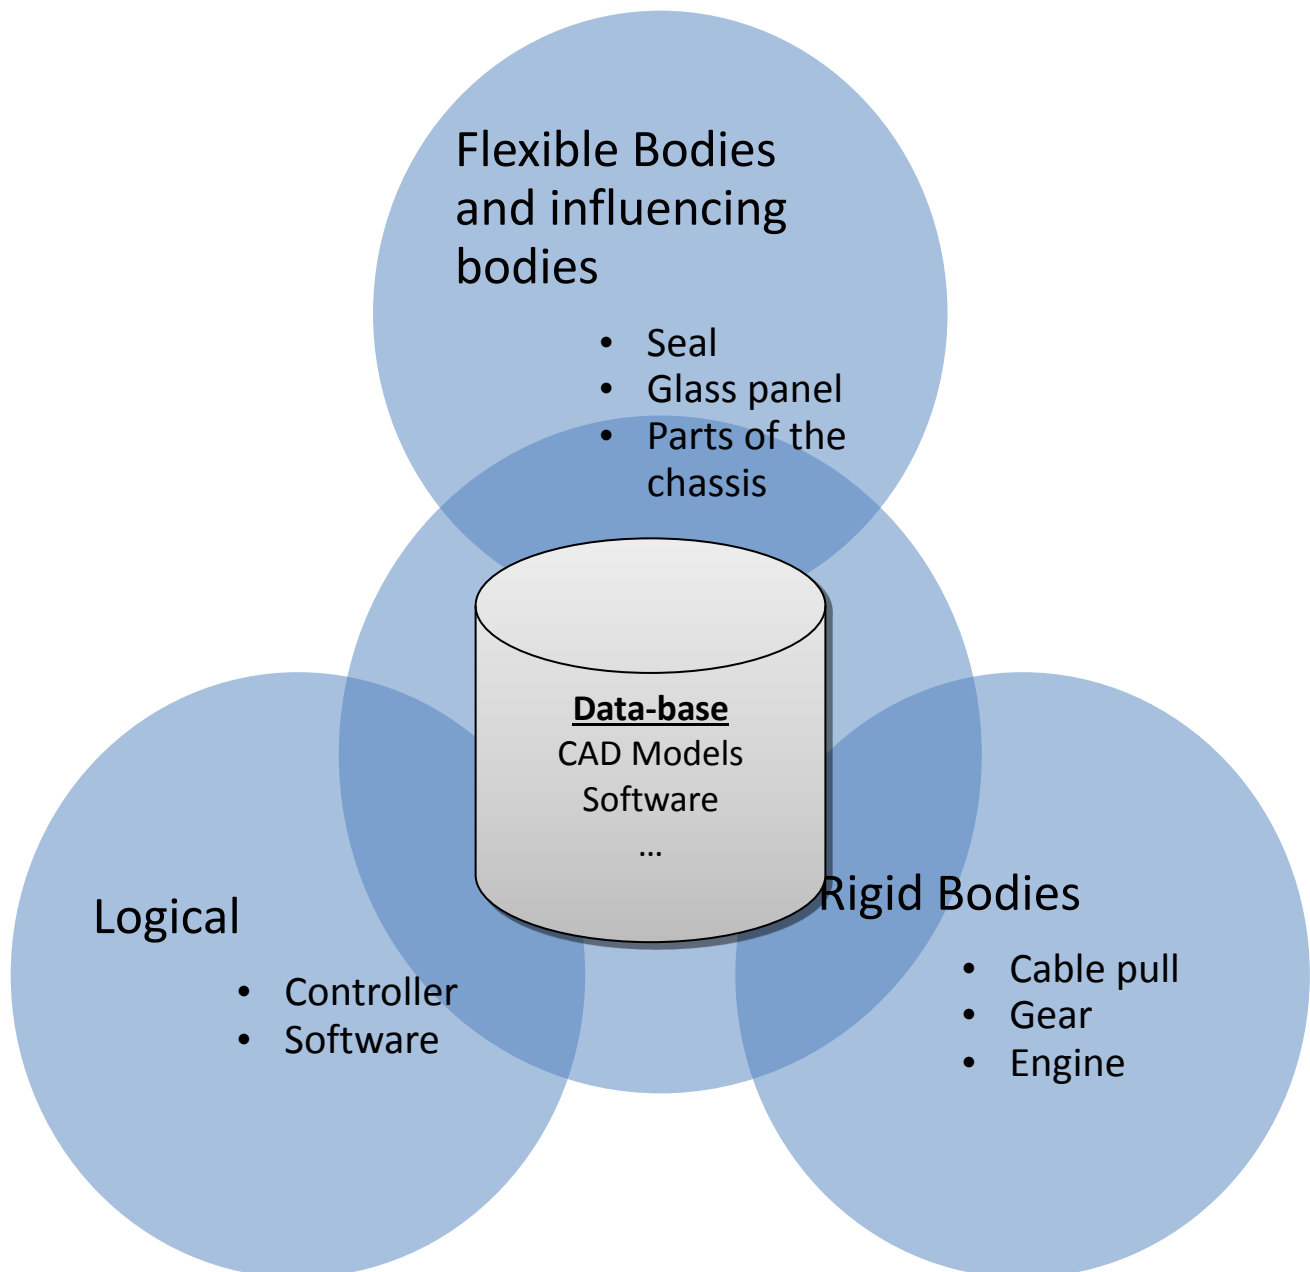 Flexible Bodies
and influencing
bodies
• Seal
• Glass panel
• Parts of the
chassis
Data-base
CAD Models
Software
...
Logical
• Controller
• Software
Rigid Bodies
• Cable pull
• Gear
• Engine